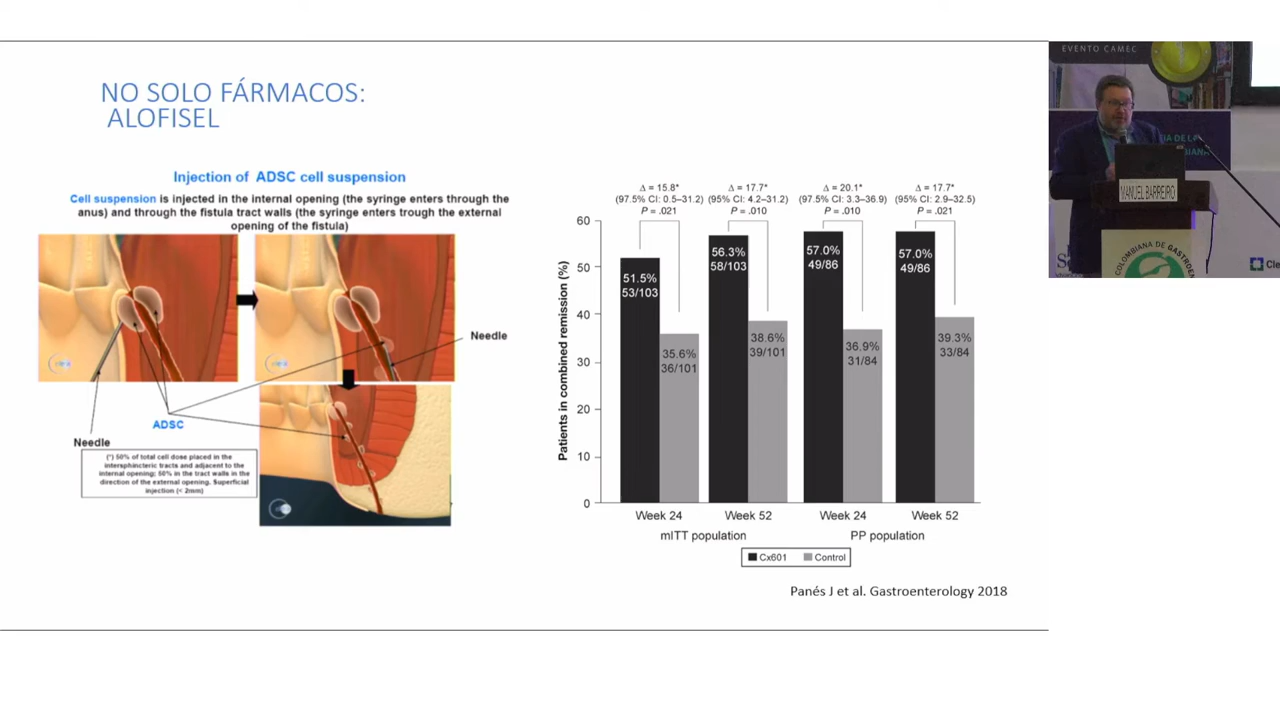 NO SOLO FÁRMACOS:
ALOFISEL
Injection of ADSC cell suspension
Cell suspension is injected in the internal opening (the syringe enters through the
anus) and through the fistula tract walls (the syringe enters trough the external
opening of the fistula)
Needle
ADSC
Needle
(*) 50% of total cell dose placed in the
intersphincteric tracts and adjacent to the
internal opening; 50% in the tract walls in the
direction of the external opening. Superficial
injection (< 2mm)
Δ = 15.8*
(97.5% CI: 0.5–31.2)
P = .021
Δ = 17.7*
(95% CI: 4.2–31.2)
P = .010
Δ = 20.1*
(97.5% CI: 3.3–36.9)
P = .010
Δ = 17.7*
(95% CI: 2.9–32.5)
P = .021
Patients in combined remission (%)
60
50
40
30
20
10
0
51.5%
53/103
35.6%
36/101
56.3%
58/103
38.6%
39/101
57.0%
49/86
36.9%
31/84
57.0%
49/86
39.3%
33/84
Week 24
Week 52
Week 24
Week 52
mITT population
PP population
Cx601
Control
Panés J et al. Gastroenterology 2018
EVENTO CAMEC
IA DE LA
BIANA
MANUEL BARREIRO
COLOMBIANA DE GASTROEN
Cle